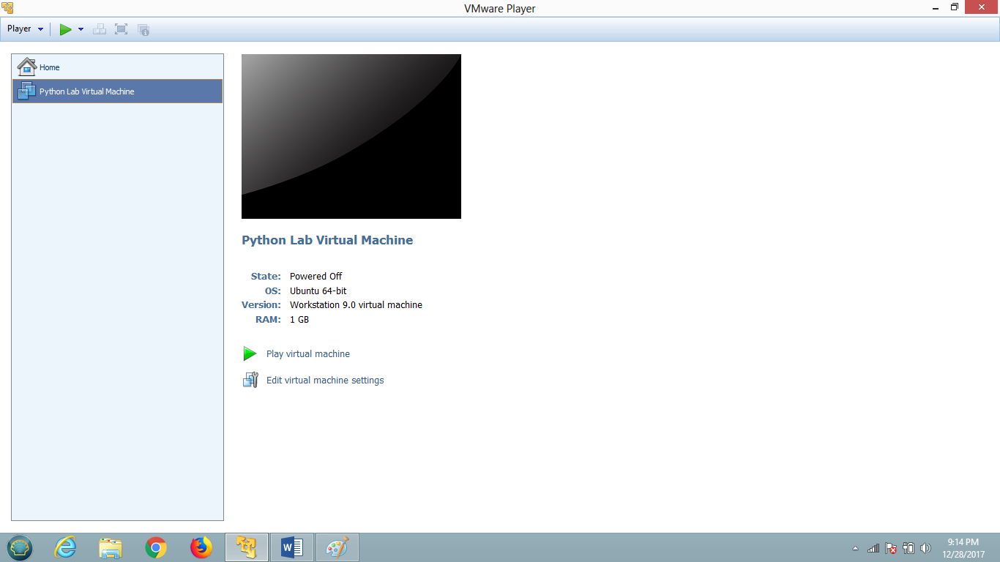 VMware Player
Player
Home
Python Lab Virtual Machine
Python Lab Virtual Machine
State: Powered Off
OS: Ubuntu 64-bit
Version: Workstation 9.0 virtual machine
RAM: 1 GB
Play virtual machine
Edit virtual machine settings
9:14 PM
12/28/2017